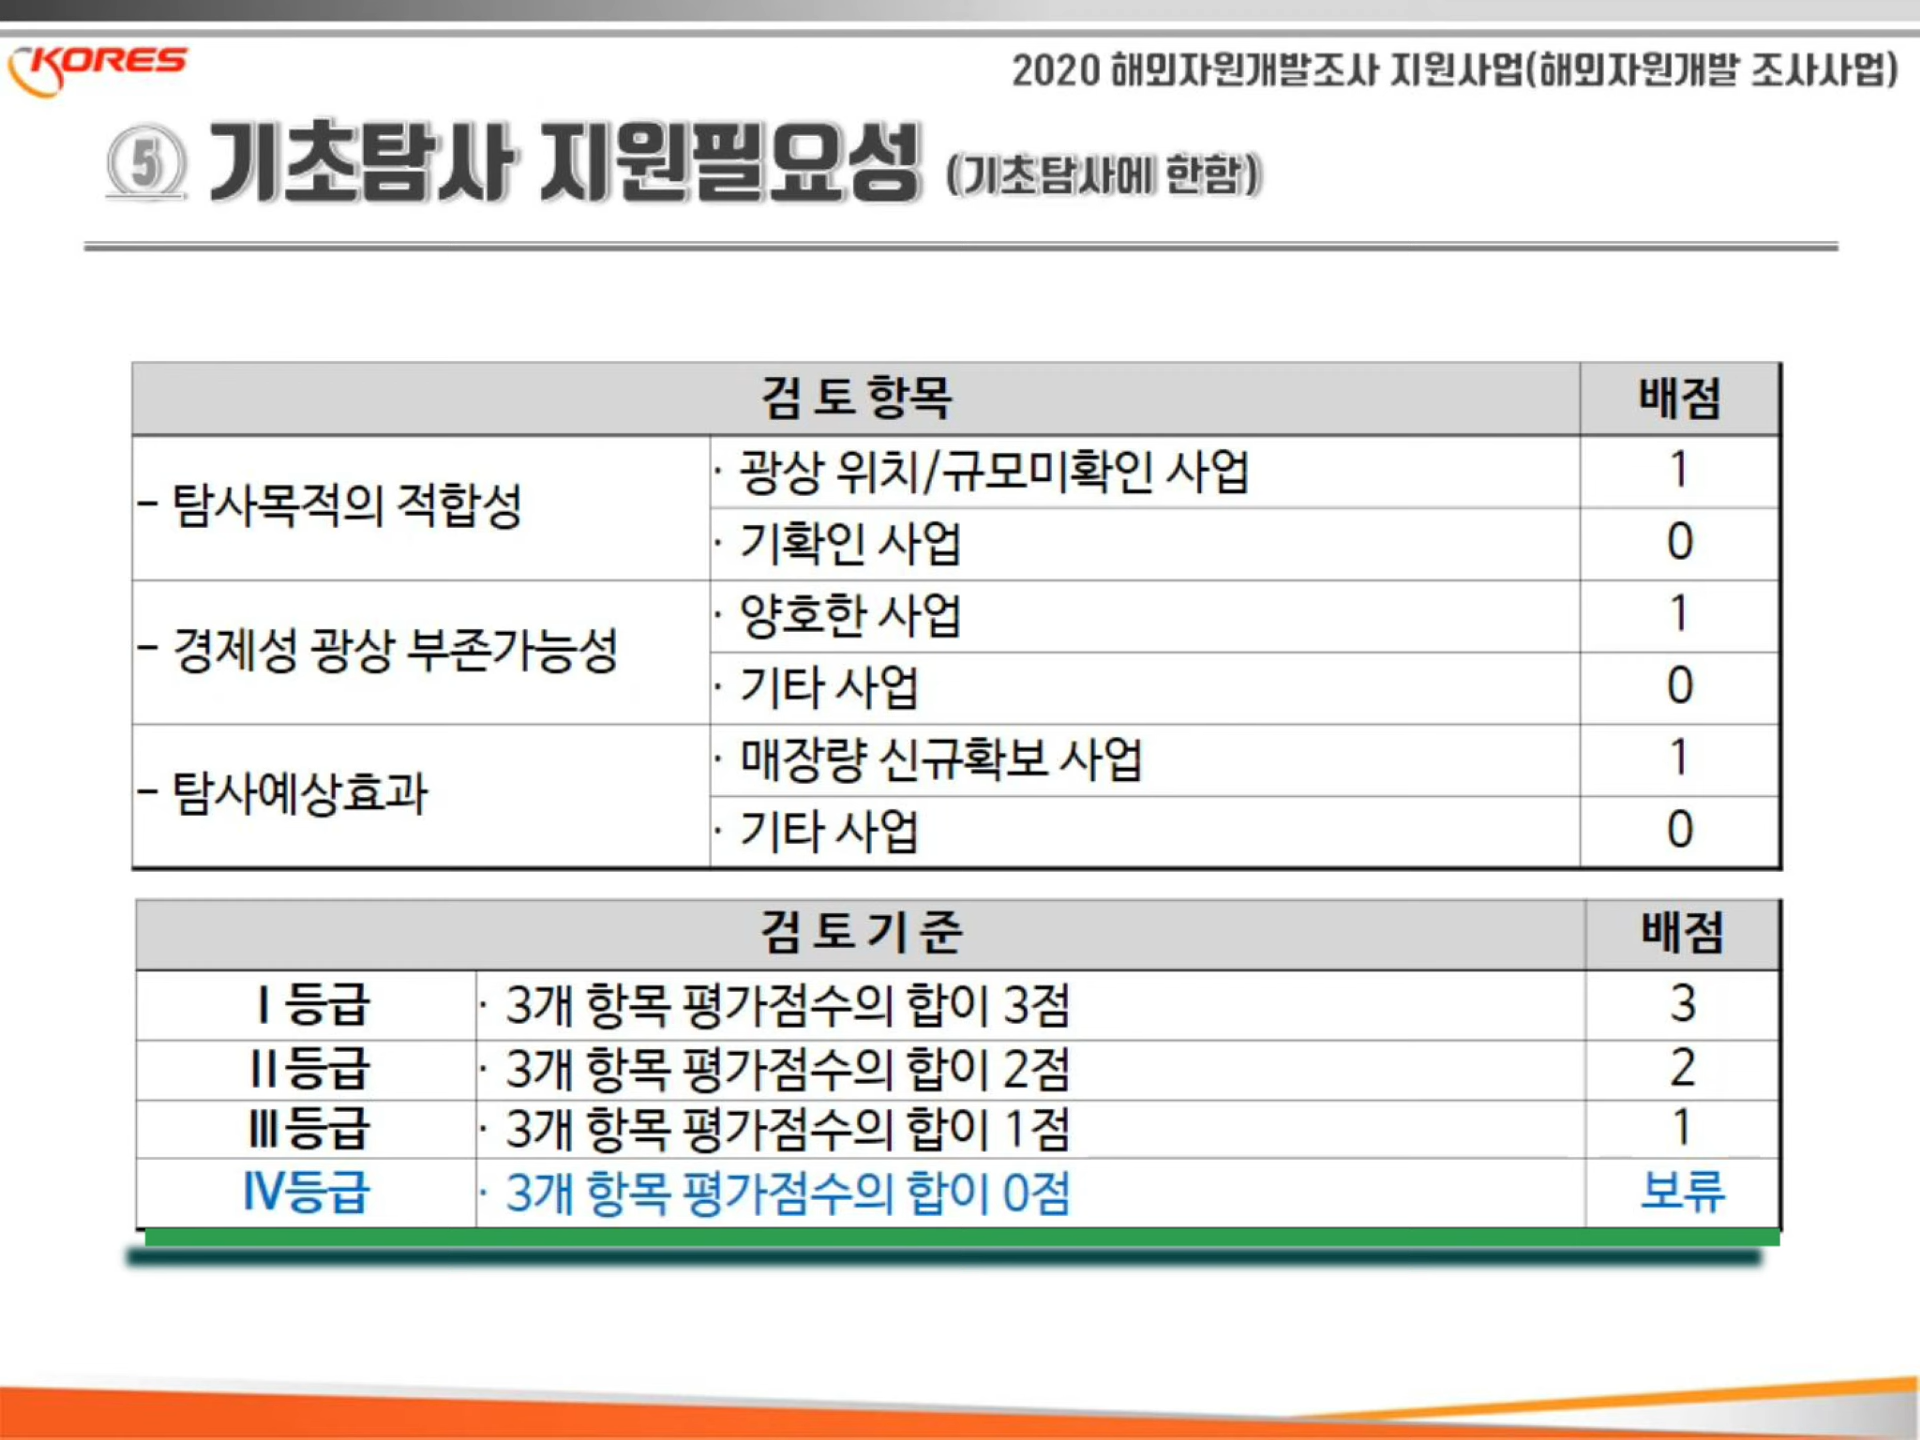 KORES
2020 해외자원개발조사 지원사업(해외자원개발 조사사업)
⑤ 기초탐사 지원필요성 (기초탐사에 한함)
검 토 항목 배점
- 탐사목적의 적합성
· 광상 위치/규모미확인 사업 1
· 기확인 사업 0
- 경제성 광상 부존가능성
· 양호한 사업 1
· 기타 사업 0
- 탐사예상효과
· 매장량 신규확보 사업 1
· 기타 사업 0
검 토 기 준 배점
Ⅰ 등급 · 3개 항목 평가점수의 합이 3점 3
Ⅱ등급 · 3개 항목 평가점수의 합이 2점 2
Ⅲ등급 · 3개 항목 평가점수의 합이 1점 1
Ⅳ등급 · 3개 항목 평가점수의 합이 0점 보류